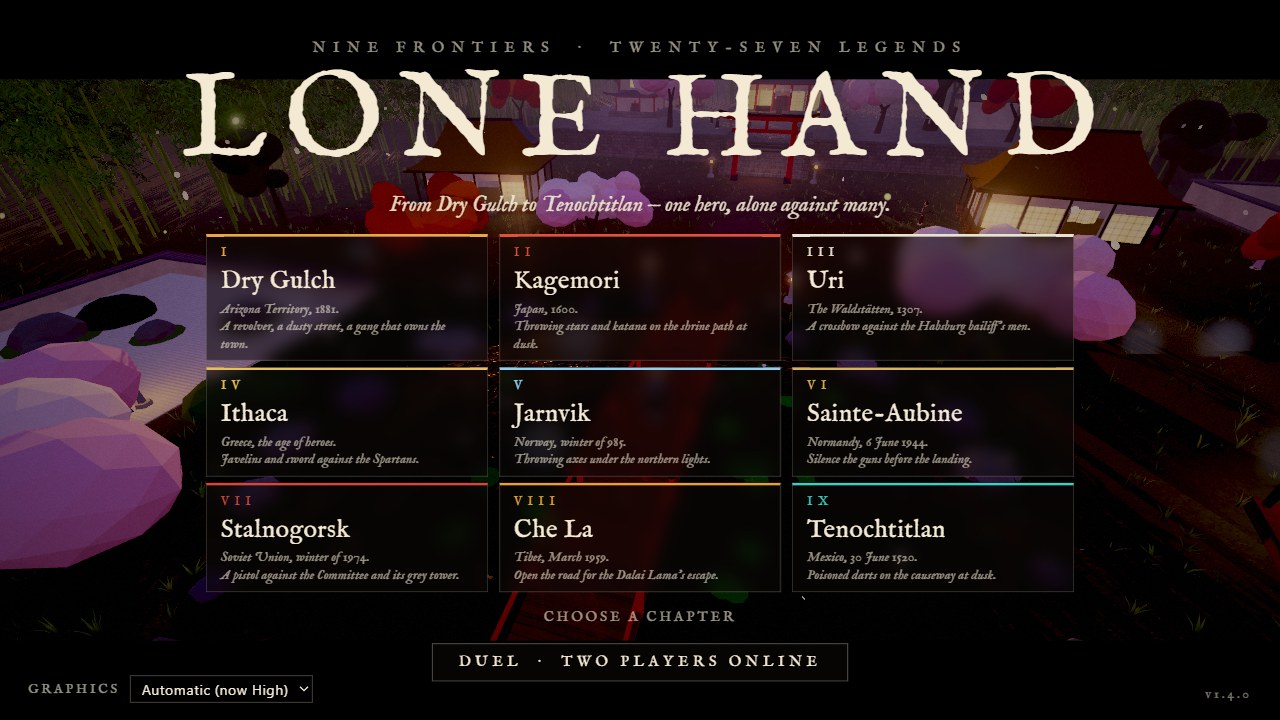 NINE FRONTIERS · TWENTY-SEVEN LEGENDS
LONE HAND
From Dry Gulch to Tenochtitlan — one hero, alone against many.
I
Dry Gulch
Arizona Territory, 1881.
A revolver, a dusty street, a gang that owns the
town.
II
Kagemori
Japan, 1600.
Throwing stars and katana on the shrine path at
dusk.
III
Uri
The Waldstätten, 1307.
A crossbow against the Habsburg bailiff's men.
IV
Ithaca
Greece, the age of heroes.
Javelins and sword against the Spartans.
V
Jarnvik
Norway, winter of 985.
Throwing axes under the northern lights.
VI
Sainte-Aubine
Normandy, 6 June 1944.
Silence the guns before the landing.
VII
Stalnogorsk
Soviet Union, winter of 1974.
A pistol against the Committee and its grey tower.
VIII
Che La
Tibet, March 1959.
Open the road for the Dalai Lama's escape.
IX
Tenochtitlan
Mexico, 30 June 1520.
Poisoned darts on the causeway at dusk.
CHOOSE A CHAPTER
DUEL · TWO PLAYERS ONLINE
GRAPHICS Automatic (now High)
v1.4.0